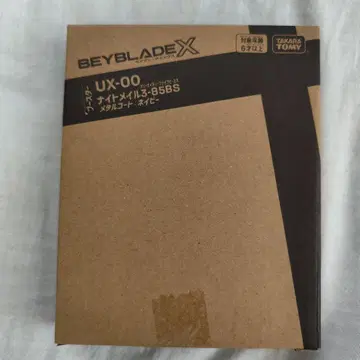 BEYBLADE X
対象年齢
6才以上
TAKARA
TOMY
ブースター
UX-00
ナイトメイル3-85BS
メタルコート:ネイビー